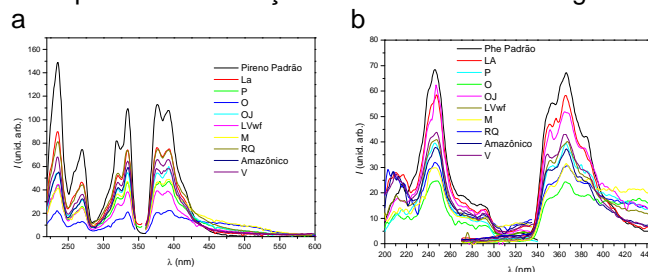 a
160
140
120
100
80
60
40
20
0
I (unid. arb.)
Pireno Padrão
La
P
O
OJ
LVwf
M
RQ
Amazônico
V
250 300 350 400 450 500 550 600
λ (nm)
b
80
70
60
50
40
30
20
10
0
I (unid. arb.)
Phe Padrão
LA
P
O
OJ
LVwf
M
RQ
Amazônico
V
200 220 240 260 280 300 320 340 360 380 400 420 440
λ (nm)